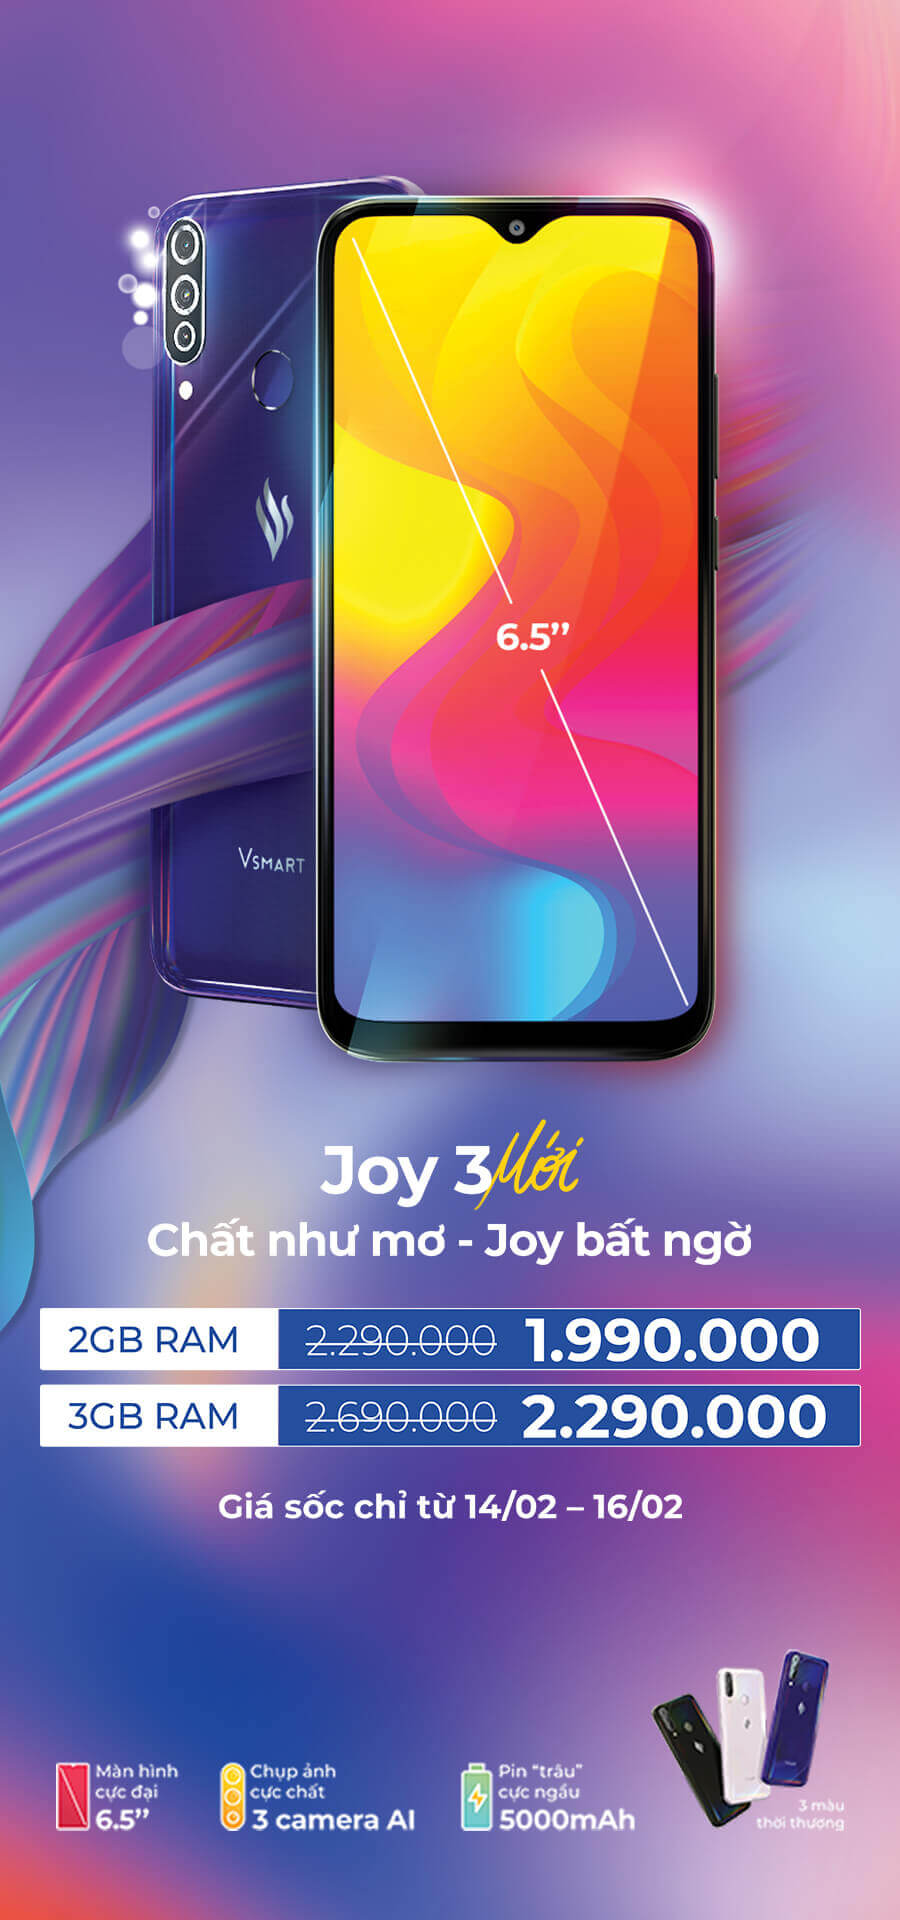 6.5’’
VSMART
Joy 3 Mới
Chất như mơ - Joy bất ngờ
2GB RAM 2.290.000 1.990.000
3GB RAM 2.690.000 2.290.000
Giá sốc chỉ từ 14/02 – 16/02
Màn hình
cực đại
6.5’’
Chụp ảnh
cực chất
3 camera AI
Pin “trâu”
cực ngầu
5000mAh
3 màu
thời thượng